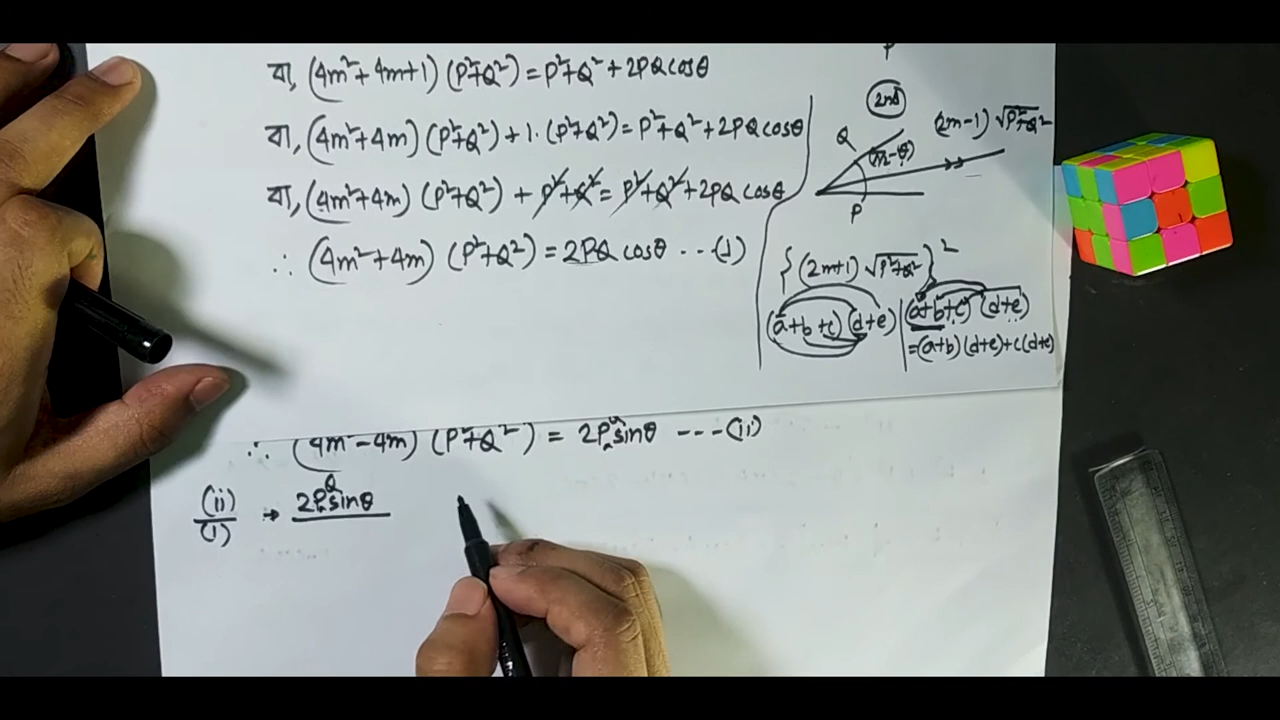 বা, (4m²+4m+1) (P²+Q²) = P²+Q²+2PQ cosθ
বা, (4m²+4m) (P²+Q²) + 1. (P²+Q²) = P²+Q²+2PQ cosθ
বা, (4m²+4m) (P²+Q²) + P²+Q² = P²+Q²+2PQ cosθ
∴ (4m²+4m) (P²+Q²) = 2PQ cosθ --- (i)
∴ (4m²-4m) (P²+Q²) = 2PQ sinθ --- (ii)
(ii)/(i) → 2PQ sinθ
P
2nd
Q
(2m-1) √P²+Q²
P
{(2m+1) √P²+Q²}²
(a+b+c) (d+e)
(a+b+c) (d+e)
=(a+b) (d+e)+c(d+e)